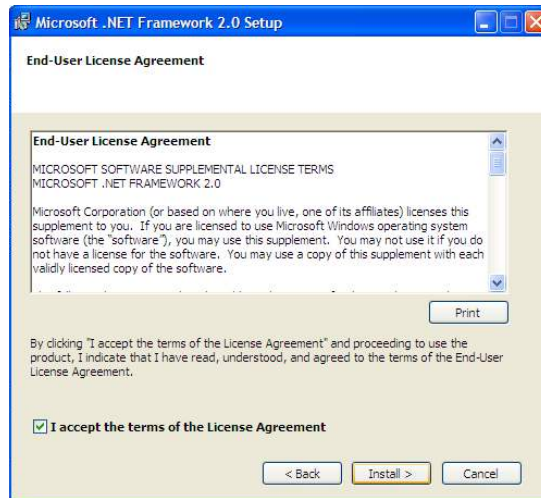 Microsoft .NET Framework 2.0 Setup
End-User License Agreement
End-User License Agreement
MICROSOFT SOFTWARE SUPPLEMENTAL LICENSE TERMS
MICROSOFT .NET FRAMEWORK 2.0
Microsoft Corporation (or based on where you live, one of its affiliates) licenses this
supplement to you. If you are licensed to use Microsoft Windows operating system
software (the "software"), you may use this supplement. You may not use it if you do
not have a license for the software. You may use a copy of this supplement with each
validly licensed copy of the software.
Print
By clicking "I accept the terms of the License Agreement" and proceeding to use the
product, I indicate that I have read, understood, and agreed to the terms of the End-User
License Agreement.
I accept the terms of the License Agreement
< Back Install > Cancel